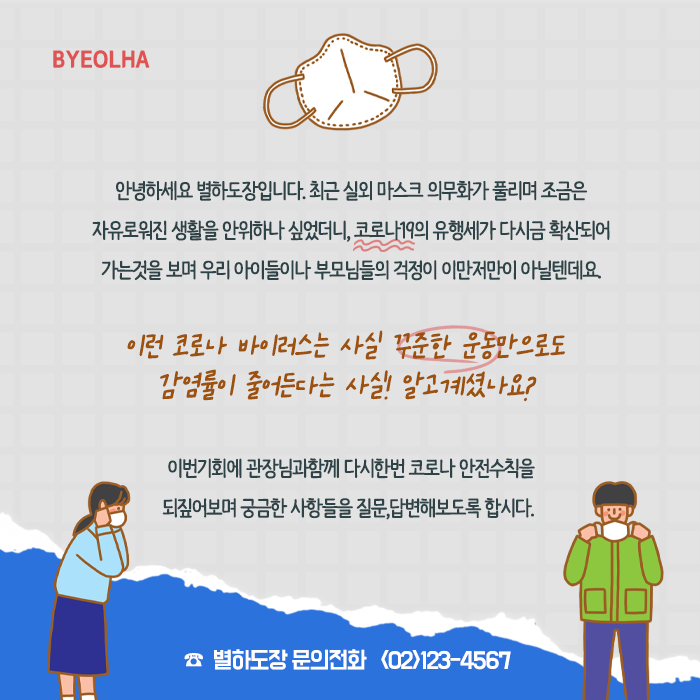 BYEOLHA
안녕하세요 별하도장입니다. 최근 실외 마스크 의무화가 풀리며 조금은
자유로워진 생활을 안위하나 싶었더니, 코로나19의 유행세가 다시금 확산되어
가는것을 보며 우리 아이들이나 부모님들의 걱정이 이만저만이 아닐텐데요.
이런 코로나 바이러스는 사실 꾸준한 운동만으로도
감염률이 줄어든다는 사실! 알고계셨나요?
이번기회에 관장님과함께 다시한번 코로나 안전수칙을
되짚어보며 궁금한 사항들을 질문,답변해보도록 합시다.
☎ 별하도장 문의전화 <02>123-4567